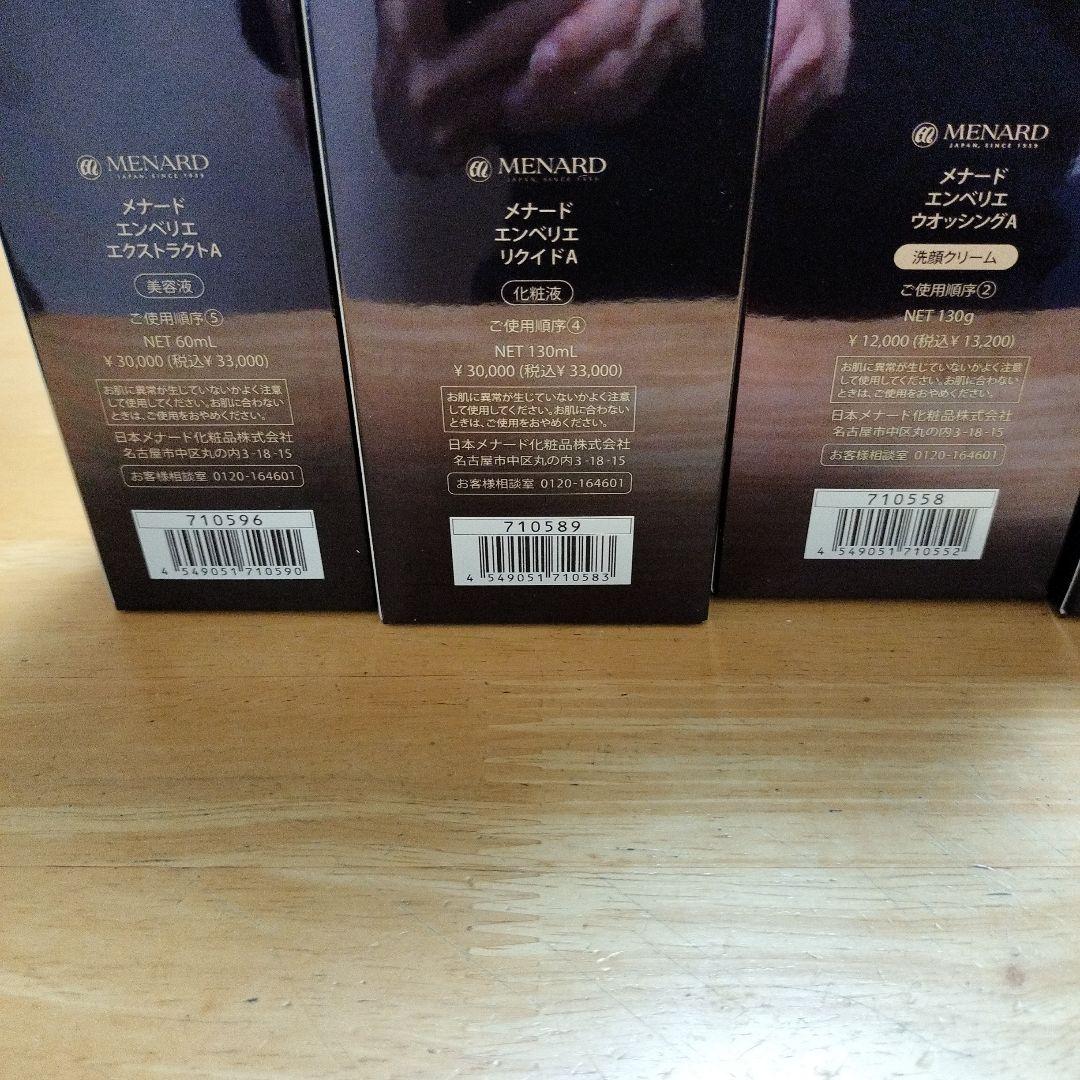 MENARD
JAPAN, SINCE 1959
メナード
エンベリエ
エクストラクトA
美容液
ご使用順序⑤
NET 60mL
¥30,000(税込¥33,000)
お肌に異常が生じていないかよく注意
して使用してください。お肌に合わない
ときは、ご使用をおやめください。
日本メナード化粧品株式会社
名古屋市中区丸の内3-18-15
お客様相談室 0120-164601
710596
4 549051 710590
MENARD
JAPAN, SINCE 1959
メナード
エンベリエ
リクイドA
化粧液
ご使用順序④
NET 130mL
¥30,000(税込¥33,000)
お肌に異常が生じていないかよく注意
して使用してください。お肌に合わない
ときは、ご使用をおやめください。
日本メナード化粧品株式会社
名古屋市中区丸の内3-18-15
お客様相談室 0120-164601
710589
4 549051 710583
MENARD
JAPAN, SINCE 1959
メナード
エンベリエ
ウオッシングA
洗顔クリーム
ご使用順序②
NET 130g
¥12,000(税込¥13,200)
お肌に異常が生じていないかよく注意
して使用してください。お肌に合わない
ときは、ご使用をおやめください。
日本メナード化粧品株式会社
名古屋市中区丸の内3-18-15
お客様相談室 0120-164601
710558
4 549051 710552